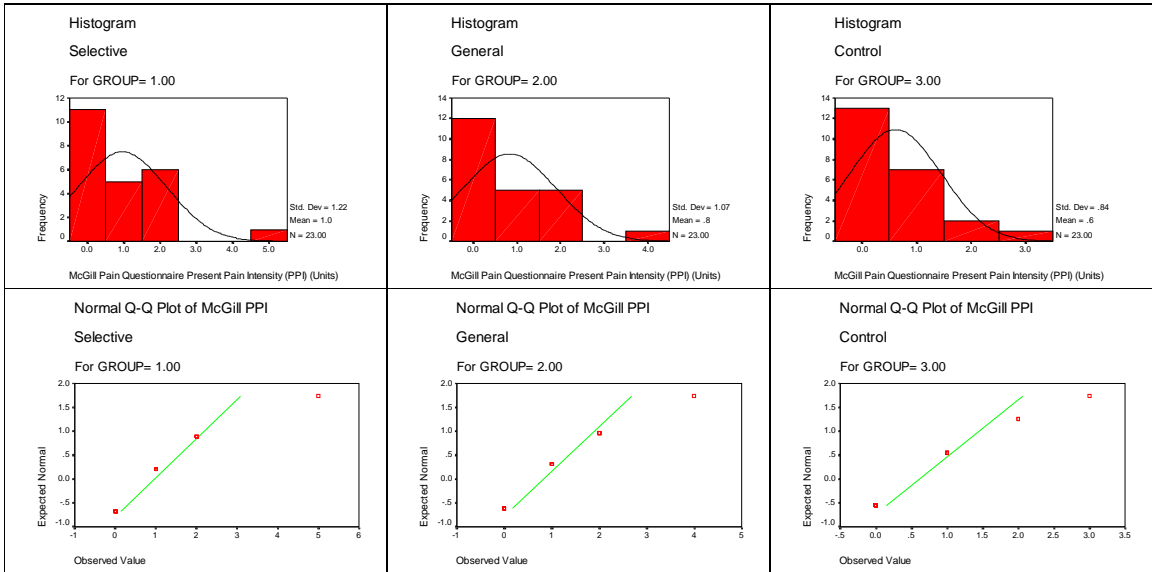 Histogram
Selective
For GROUP= 1.00
12
10
8
6
4
2
0
Frequency
0.0 1.0 2.0 3.0 4.0 5.0
Std. Dev = 1.22
Mean = 1.0
N = 23.00
McGill Pain Questionnaire Present Pain Intensity (PPI) (Units)
Histogram
General
For GROUP= 2.00
14
12
10
8
6
4
2
0
Frequency
0.0 1.0 2.0 3.0 4.0
Std. Dev = 1.07
Mean = .8
N = 23.00
McGill Pain Questionnaire Present Pain Intensity (PPI) (Units)
Histogram
Control
For GROUP= 3.00
14
12
10
8
6
4
2
0
Frequency
0.0 1.0 2.0 3.0
Std. Dev = .84
Mean = .6
N = 23.00
McGill Pain Questionnaire Present Pain Intensity (PPI) (Units)
Normal Q-Q Plot of McGill PPI
Selective
For GROUP= 1.00
2.0
1.5
1.0
.5
0.0
-.5
-1.0
Expected Normal
-1 0 1 2 3 4 5 6
Observed Value
Normal Q-Q Plot of McGill PPI
General
For GROUP= 2.00
2.0
1.5
1.0
.5
0.0
-.5
-1.0
Expected Normal
-1 0 1 2 3 4 5
Observed Value
Normal Q-Q Plot of McGill PPI
Control
For GROUP= 3.00
2.0
1.5
1.0
.5
0.0
-.5
-1.0
Expected Normal
-.5 0.0 .5 1.0 1.5 2.0 2.5 3.0 3.5
Observed Value